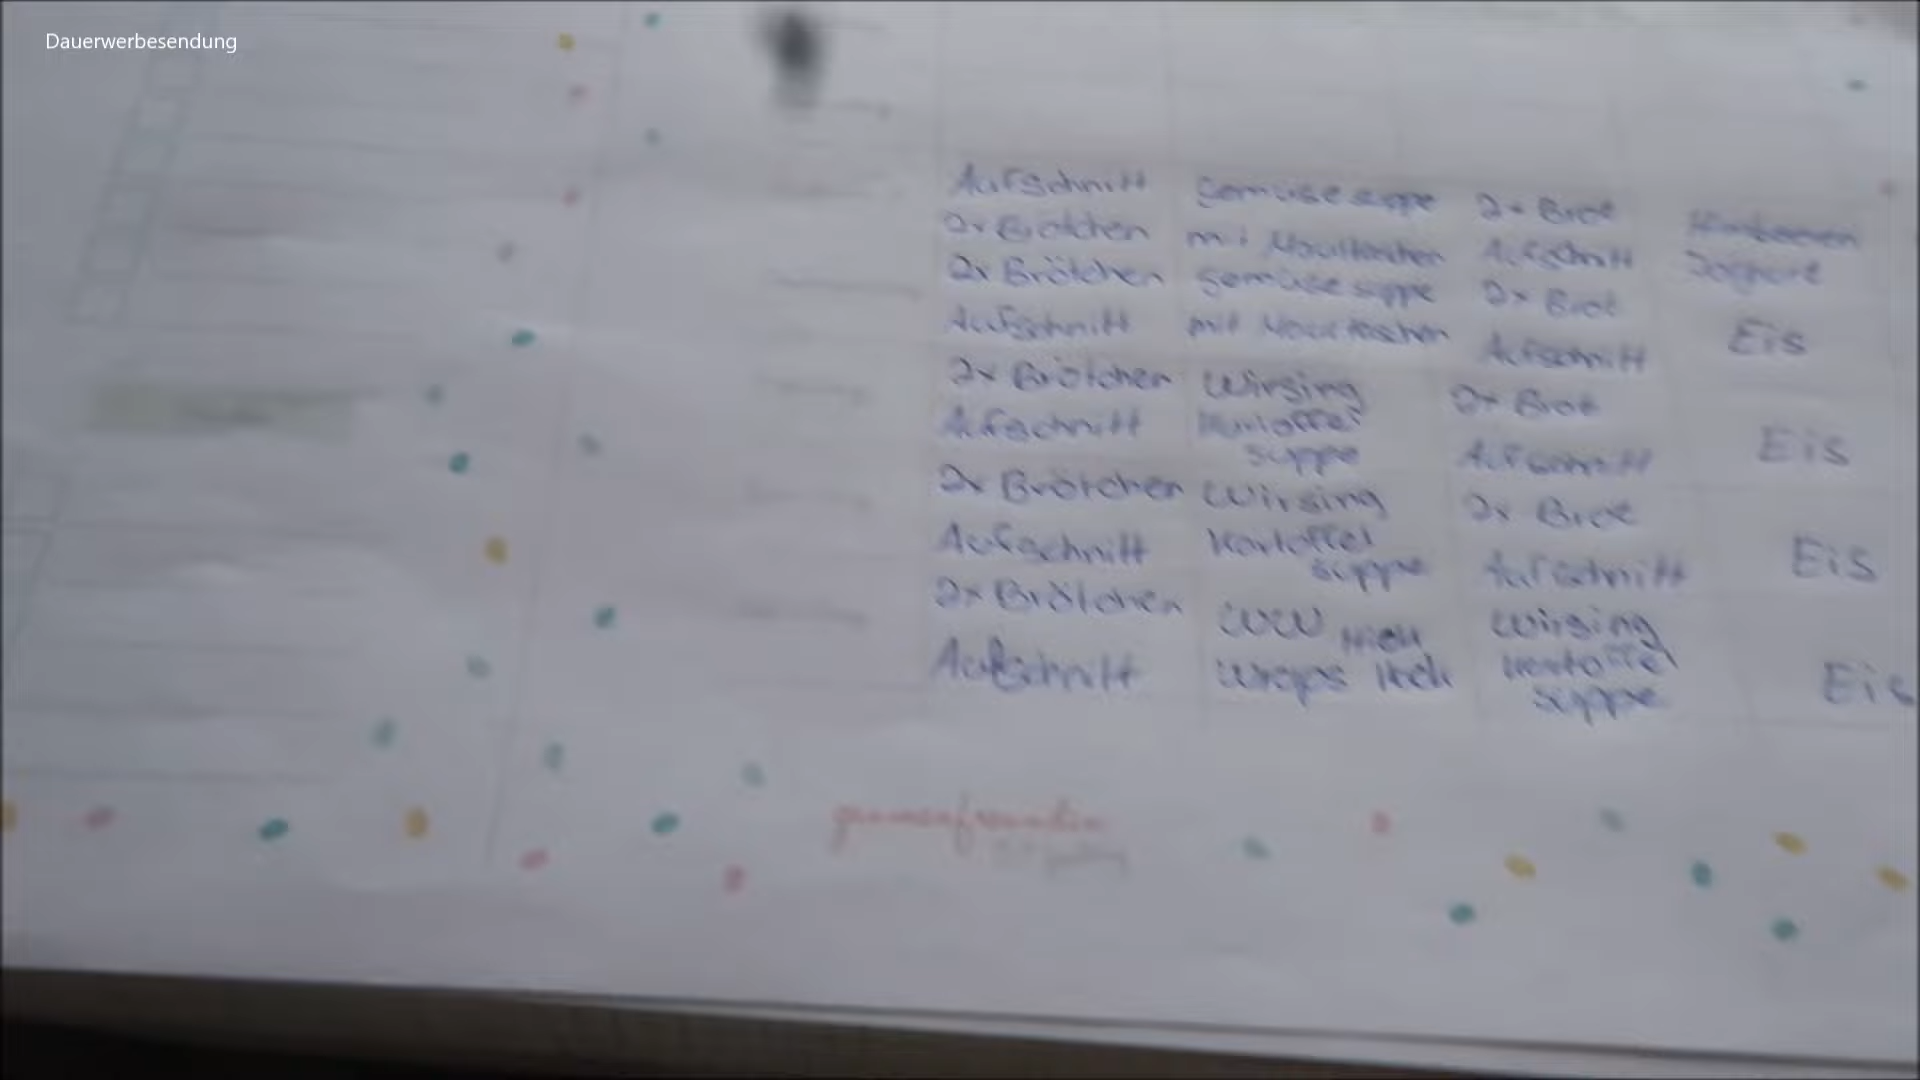 Dauerwerbesendung
Aufschnitt
2x Brötchen
2x Brötchen
Aufschnitt
2x Brötchen
Aufschnitt
2x Brötchen
Aufschnitt
2x Brötchen
Aufschnitt
Gemüsesuppe
mit Maultaschen
Gemüsesuppe
mit Maultaschen
Wirsing
Kartoffel
suppe
Wirsing
Kartoffel
suppe
WW
Wraps
2x Brot
Aufschnitt
2x Brot
Aufschnitt
2x Brot
Aufschnitt
2x Brot
Aufschnitt
Wirsing
Kartoffel
suppe
Himbeeren
Joghurt
Eis
Eis
Eis
Eis